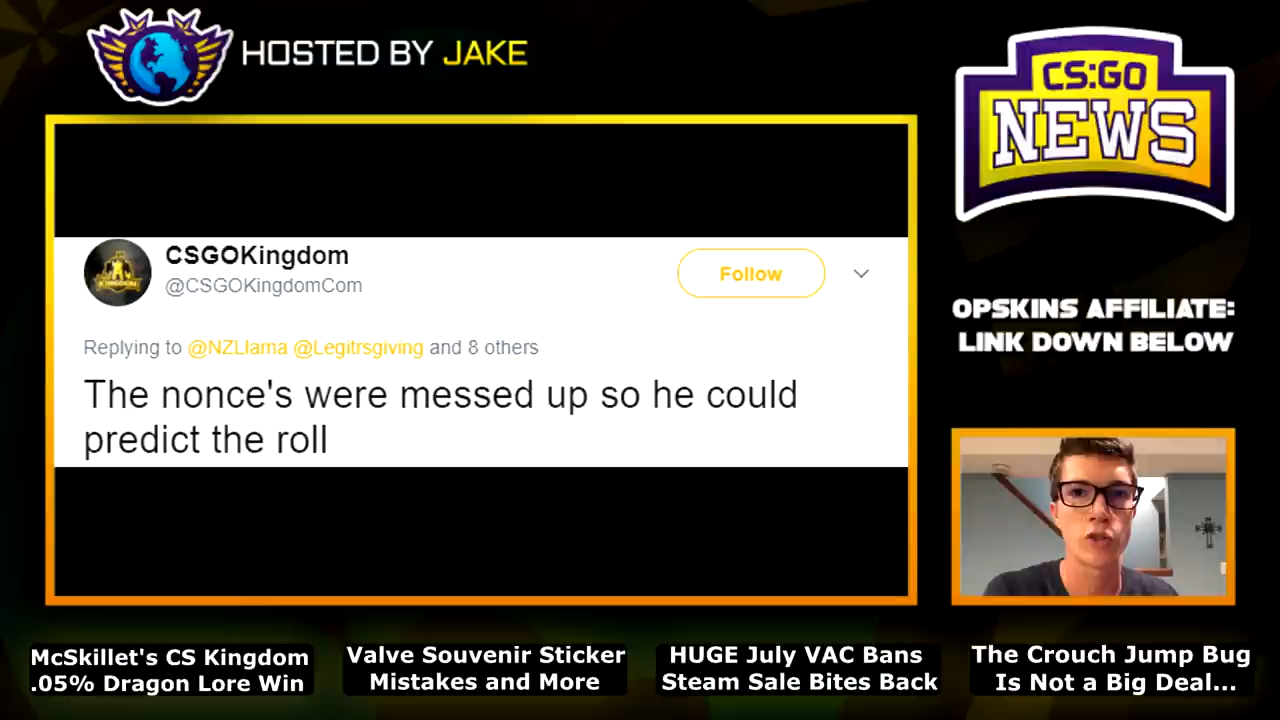 HOSTED BY JAKE
CS:GO
NEWS
CSGOKingdom
@CSGOKingdomCom
Follow
Replying to @NZLlama @Legitrsgiving and 8 others
The nonce's were messed up so he could
predict the roll
OPSKINS AFFILIATE:
LINK DOWN BELOW
McSkillet's CS Kingdom
.05% Dragon Lore Win
Valve Souvenir Sticker
Mistakes and More
HUGE July VAC Bans
Steam Sale Bites Back
The Crouch Jump Bug
Is Not a Big Deal...